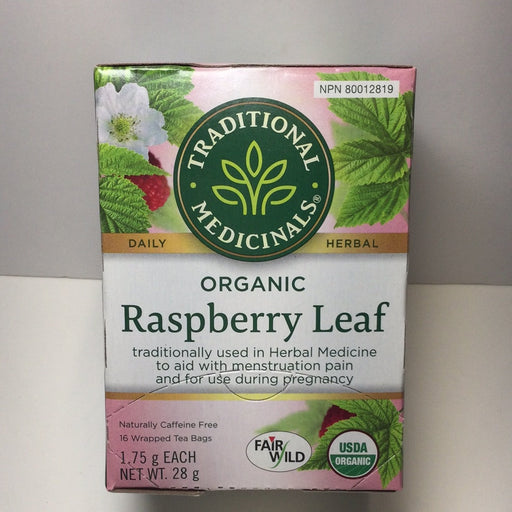 NPN 80012819
TRADITIONAL
MEDICINALS®
DAILY
HERBAL
ORGANIC
Raspberry Leaf
traditionally used in Herbal Medicine
to aid with menstruation pain
and for use during pregnancy
Naturally Caffeine Free
16 Wrapped Tea Bags
1.75 g EACH
NET WT. 28 g
FAIR
WILD
USDA
ORGANIC